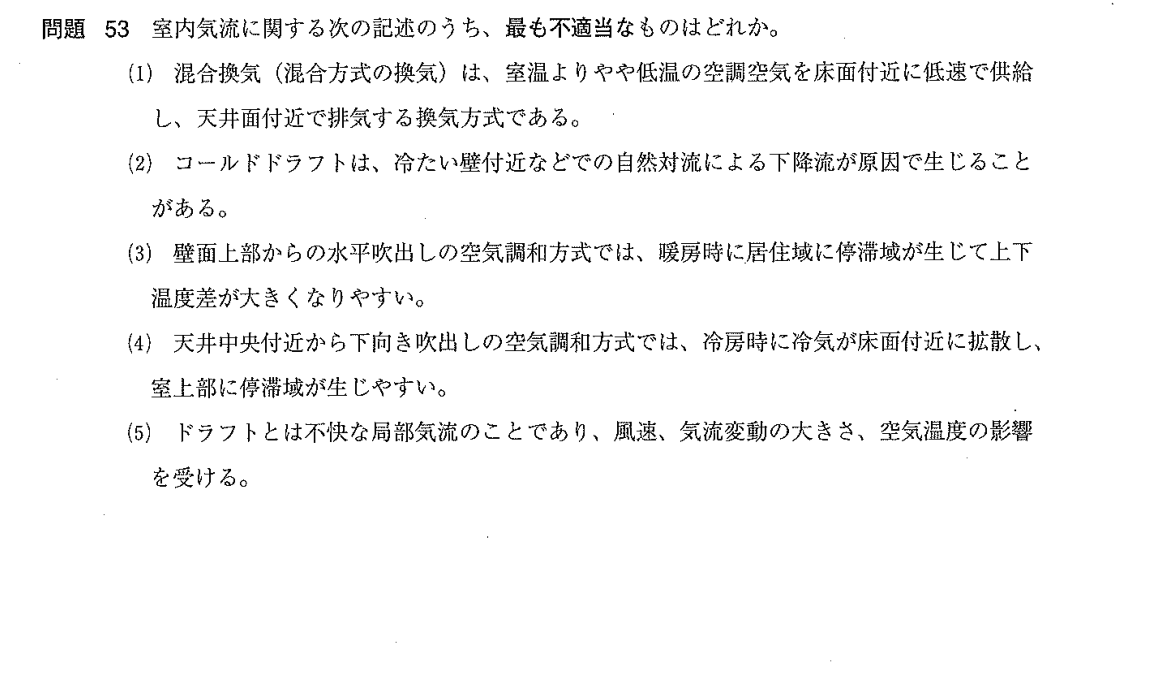 問題 53 室内気流に関する次の記述のうち、最も不適当なものはどれか。
(1) 混合換気（混合方式の換気）は、室温よりやや低温の空調空気を床面付近に低速で供給
し、天井面付近で排気する換気方式である。
(2) コールドドラフトは、冷たい壁付近などでの自然対流による下降流が原因で生じること
がある。
(3) 壁面上部からの水平吹出しの空気調和方式では、暖房時に居住域に停滞域が生じて上下
温度差が大きくなりやすい。
(4) 天井中央付近から下向き吹出しの空気調和方式では、冷房時に冷気が床面付近に拡散し、
室上部に停滞域が生じやすい。
(5) ドラフトとは不快な局部気流のことであり、風速、気流変動の大きさ、空気温度の影響
を受ける。